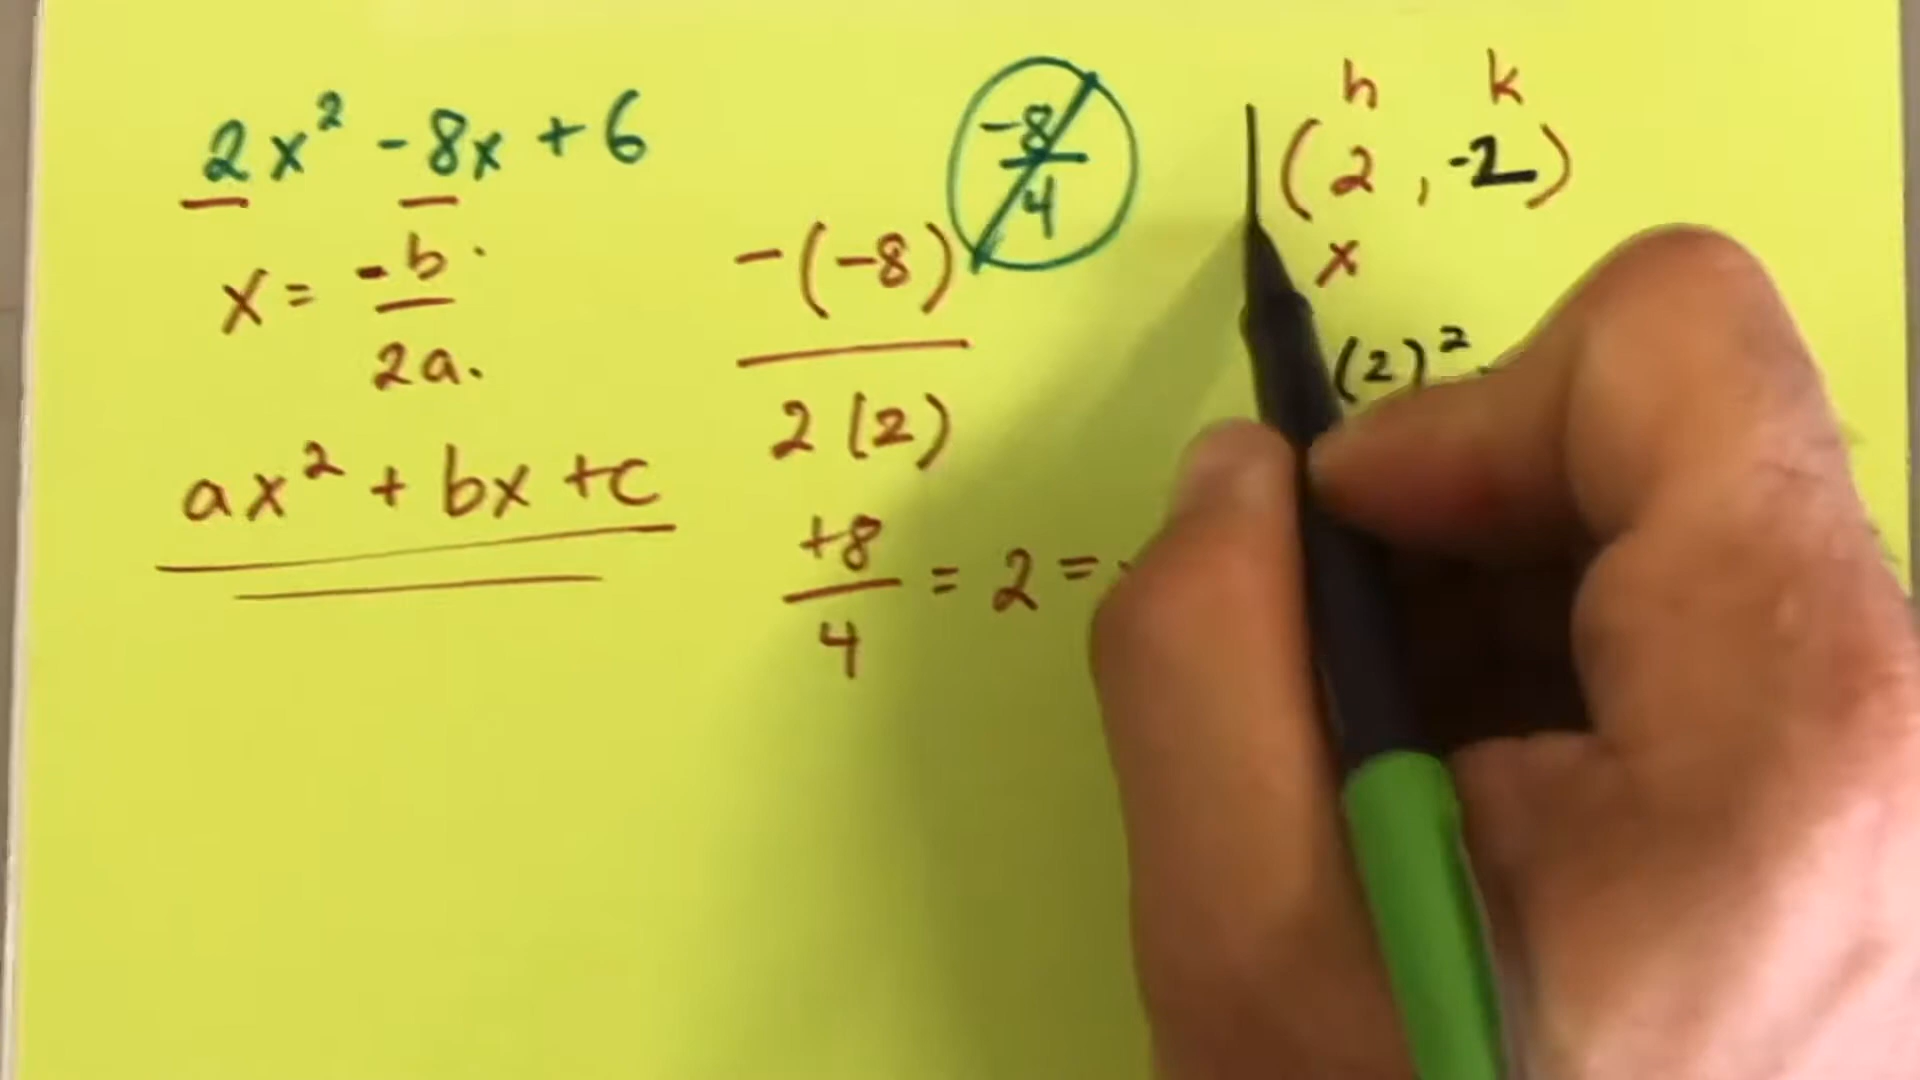 2x² - 8x + 6
x = -b
2a.
ax² + bx + c
-(-8)
2(2)
+8
4
= 2 =
-8
4
h k
(2, -2)
x
(2)²